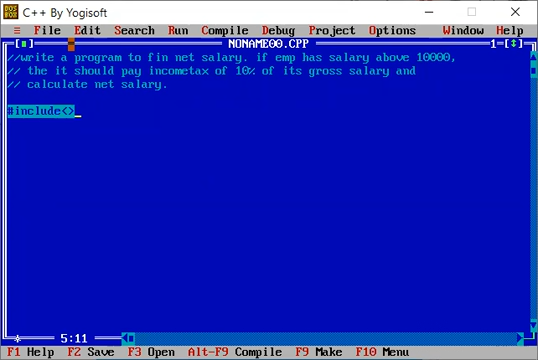 C++ By Yogisoft
≡ File Edit Search Run Compile Debug Project Options Window Help
NONAME00.CPP 1=[↕]
//write a program to fin net salary. if emp has salary above 10000,
// the it should pay incometax of 10% of its gross salary and
// calculate net salary.
#include<>
* 5:11
F1 Help F2 Save F3 Open Alt-F9 Compile F9 Make F10 Menu